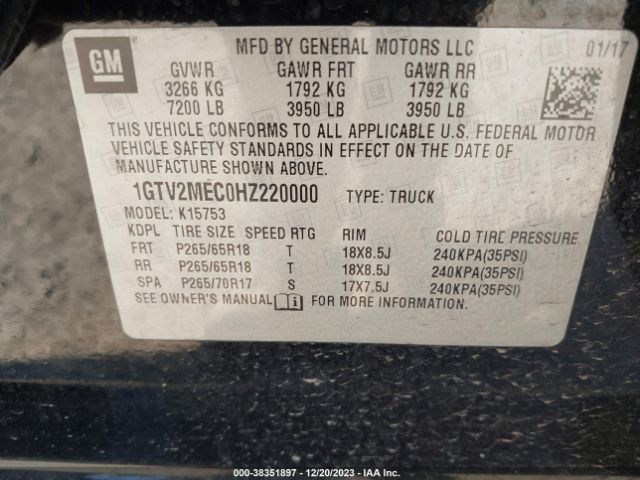 GM
MFD BY GENERAL MOTORS LLC 01/17
GVWR GAWR FRT GAWR RR
3266 KG 1792 KG 1792 KG
7200 LB 3950 LB 3950 LB
THIS VEHICLE CONFORMS TO ALL APPLICABLE U.S. FEDERAL MOTOR
VEHICLE SAFETY STANDARDS IN EFFECT ON THE DATE OF
MANUFACTURE SHOWN ABOVE.
1GTV2MEC0HZ220000 TYPE: TRUCK
MODEL: K15753
KDPL TIRE SIZE SPEED RTG RIM COLD TIRE PRESSURE
FRT P265/65R18 T 18X8.5J 240KPA(35PSI)
RR P265/65R18 T 18X8.5J 240KPA(35PSI)
SPA P265/70R17 S 17X7.5J 240KPA(35PSI)
SEE OWNER'S MANUAL FOR MORE INFORMATION.
000-38351897 - 12/20/2023 - IAA Inc.